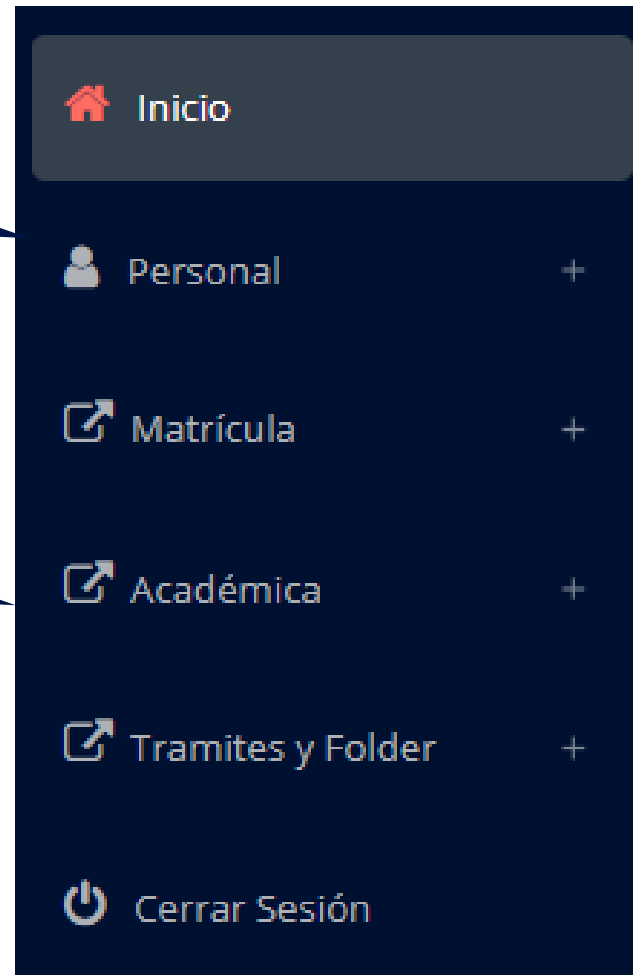 Inicio
Personal +
Matrícula +
Académica +
Tramites y Folder +
Cerrar Sesión